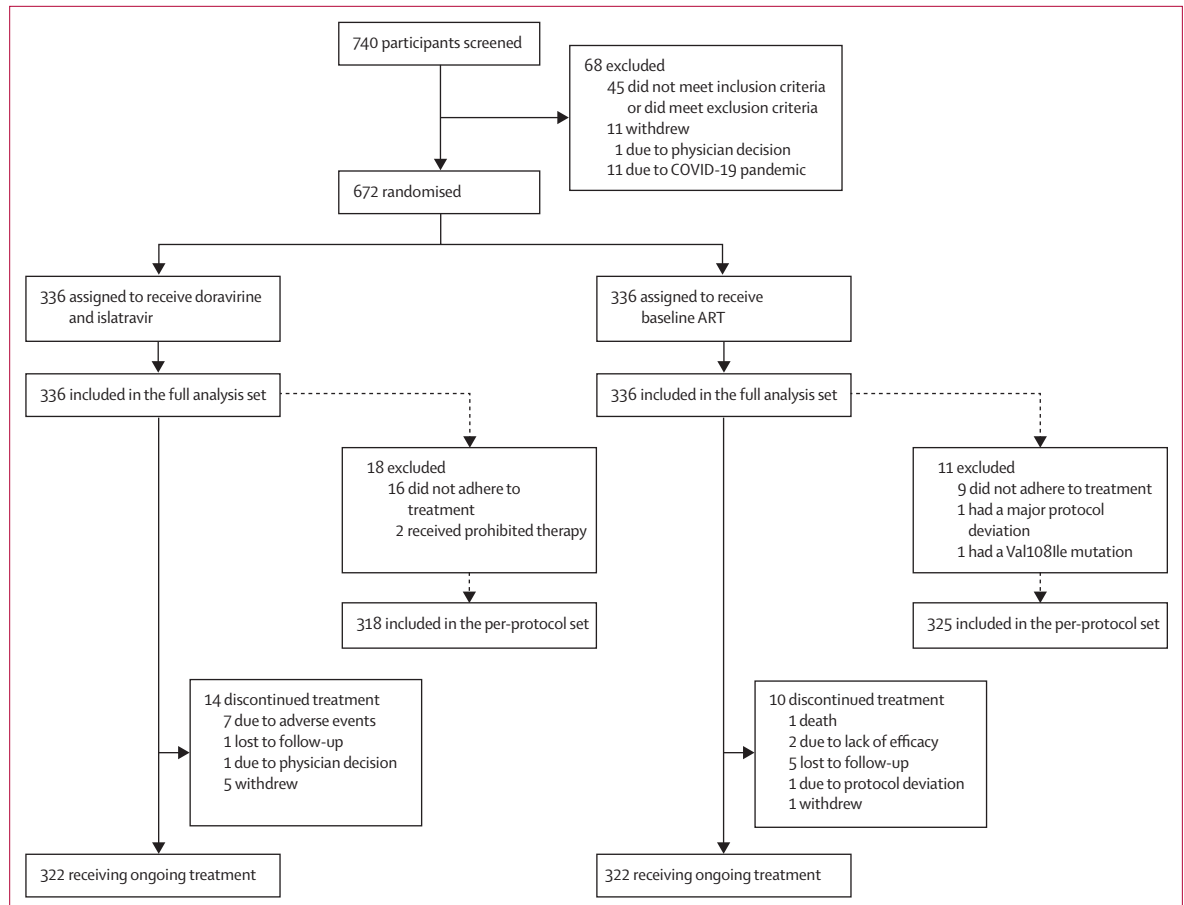 740 participants screened
68 excluded
45 did not meet inclusion criteria
or did meet exclusion criteria
11 withdrew
1 due to physician decision
11 due to COVID-19 pandemic
672 randomised
336 assigned to receive doravirine
and islatravir
336 assigned to receive
baseline ART
336 included in the full analysis set
336 included in the full analysis set
18 excluded
16 did not adhere to
treatment
2 received prohibited therapy
11 excluded
9 did not adhere to treatment
1 had a major protocol
deviation
1 had a Val108Ile mutation
318 included in the per-protocol set
325 included in the per-protocol set
14 discontinued treatment
7 due to adverse events
1 lost to follow-up
1 due to physician decision
5 withdrew
10 discontinued treatment
1 death
2 due to lack of efficacy
5 lost to follow-up
1 due to protocol deviation
1 withdrew
322 receiving ongoing treatment
322 receiving ongoing treatment